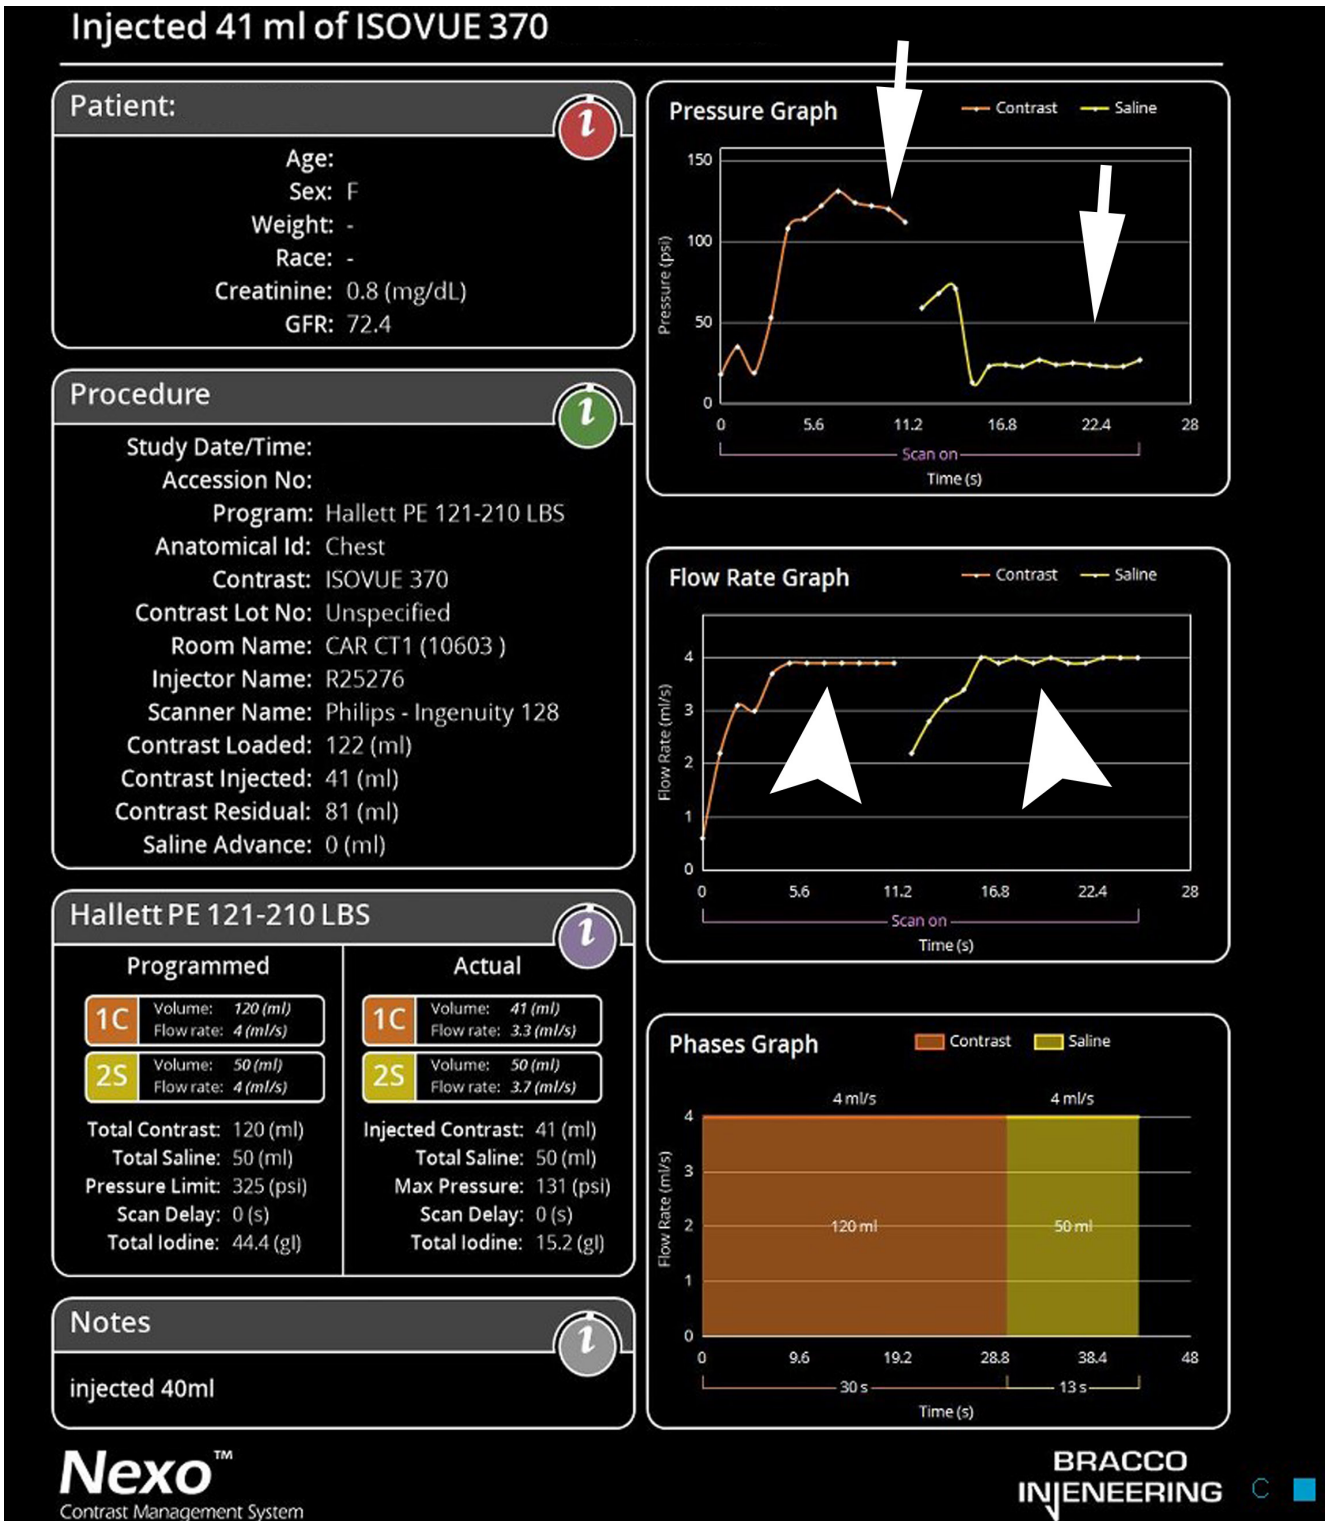 Injected 41 ml of ISOVUE 370
Patient:
Age:
Sex: F
Weight: -
Race: -
Creatinine: 0.8 (mg/dL)
GFR: 72.4
Procedure
Study Date/Time:
Accession No:
Program: Hallett PE 121-210 LBS
Anatomical Id: Chest
Contrast: ISOVUE 370
Contrast Lot No: Unspecified
Room Name: CAR CT1 (10603 )
Injector Name: R25276
Scanner Name: Philips - Ingenuity 128
Contrast Loaded: 122 (ml)
Contrast Injected: 41 (ml)
Contrast Residual: 81 (ml)
Saline Advance: 0 (ml)
Hallett PE 121-210 LBS
Programmed
1C
Volume: 120 (ml)
Flow rate: 4 (ml/s)
2S
Volume: 50 (ml)
Flow rate: 4 (ml/s)
Total Contrast: 120 (ml)
Total Saline: 50 (ml)
Pressure Limit: 325 (psi)
Scan Delay: 0 (s)
Total Iodine: 44.4 (gl)
Actual
1C
Volume: 41 (ml)
Flow rate: 3.3 (ml/s)
2S
Volume: 50 (ml)
Flow rate: 3.7 (ml/s)
Injected Contrast: 41 (ml)
Total Saline: 50 (ml)
Max Pressure: 131 (psi)
Scan Delay: 0 (s)
Total Iodine: 15.2 (gl)
Notes
injected 40ml
Pressure Graph
Contrast Saline
Pressure (psi)
150
100
50
0
0 5.6 11.2 16.8 22.4 28
Scan on
Time (s)
Flow Rate Graph
Contrast Saline
Flow Rate (ml/s)
4
3
2
1
0
0 5.6 11.2 16.8 22.4 28
Scan on
Time (s)
Phases Graph
Contrast Saline
4 ml/s 4 ml/s
Flow Rate (ml/s)
4
3
2
1
0
120 ml 50 ml
0 9.6 19.2 28.8 38.4 48
30 s 13 s
Time (s)
Nexo™
Contrast Management System
BRACCO
INJENEERING
C